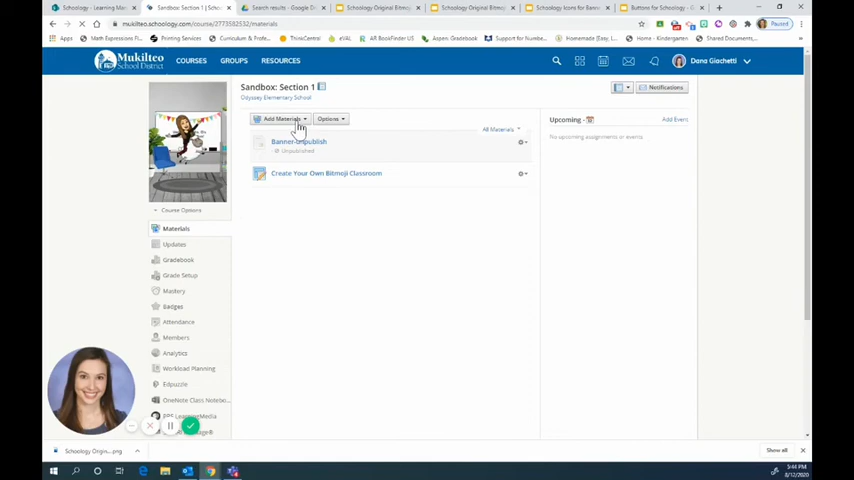 Schoology - Learning Mana
Sandbox: Section 1 | Scho
Search results - Google Dr
Schoology Original Bitmoj
Schoology Original Bitmoj
Schoology Icons for Banv
Buttons for Schoology - G
mukilteo.schoology.com/course/2773582532/materials
Paused
Apps
Math Expressions Fl
Curriculum & Profe
Printing Services
ThinkCentral
eVAL
AR BookFinder US
Aspen: Gradebook
Support for Numbe
Homemade [Easy, I
Home - Kindergarten
Other bookmarks
Mukilteo
School District
COURSES
GROUPS
RESOURCES
Dana Giachetti
Sandbox: Section 1
Odyssey Elementary School
Notifications
Add Materials
Options
All Materials
Banner-unpublish
Unpublished
Create Your Own Bitmoji Classroom
Upcoming
Add Event
No upcoming assignments or events
Course Options
Materials
Updates
Gradebook
Grade Setup
Mastery
Badges
Attendance
Members
Analytics
Workload Planning
Edpuzzle
OneNote Class Notebo...
PBS LearningMedia
Schoology Origin....png
Show all
5:44 PM
8/12/2020